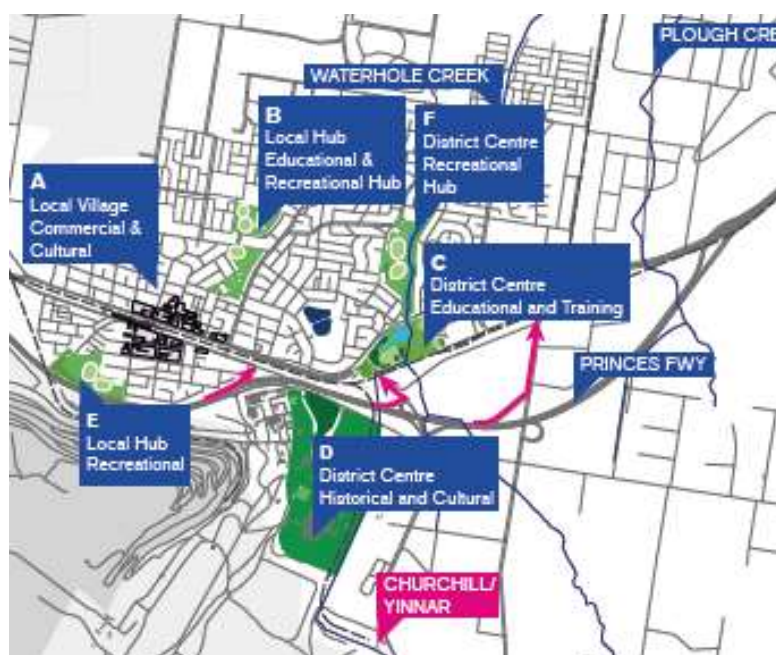 PLOUGH CRE
WATERHOLE CREEK
B
Local Hub
Educational &
Recreational Hub
F
District Centre
Recreational
Hub
A
Local Village
Commercial &
Cultural
C
District Centre
Educational and Training
PRINCES FWY
E
Local Hub
Recreational
D
District Centre
Historical and Cultural
CHURCHILL/
YINNAR